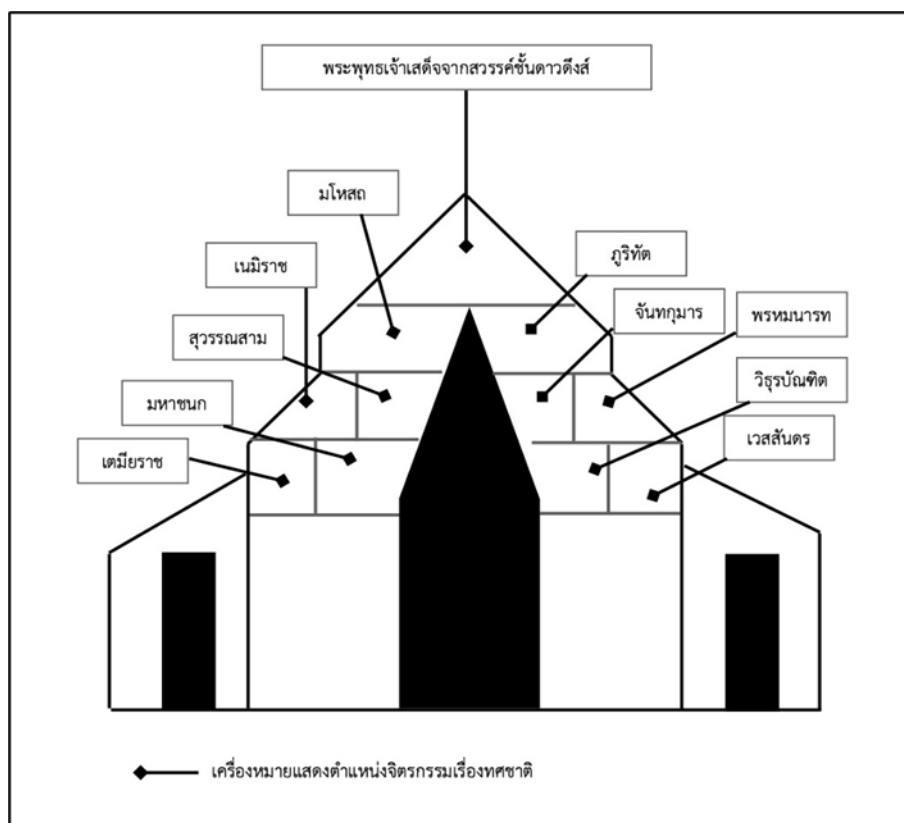 พระพุทธเจ้าเสด็จจากสวรรค์ชั้นดาวดึงส์
มโหสถ
ภูริทัต
เนมิราช
จันทกุมาร
พรหมนารท
สุวรรณสาม
วิธุรบัณฑิต
มหาชนก
เวสสันดร
เตมียราช
เครื่องหมายแสดงตำแหน่งจิตรกรรมเรื่องทศชาติ